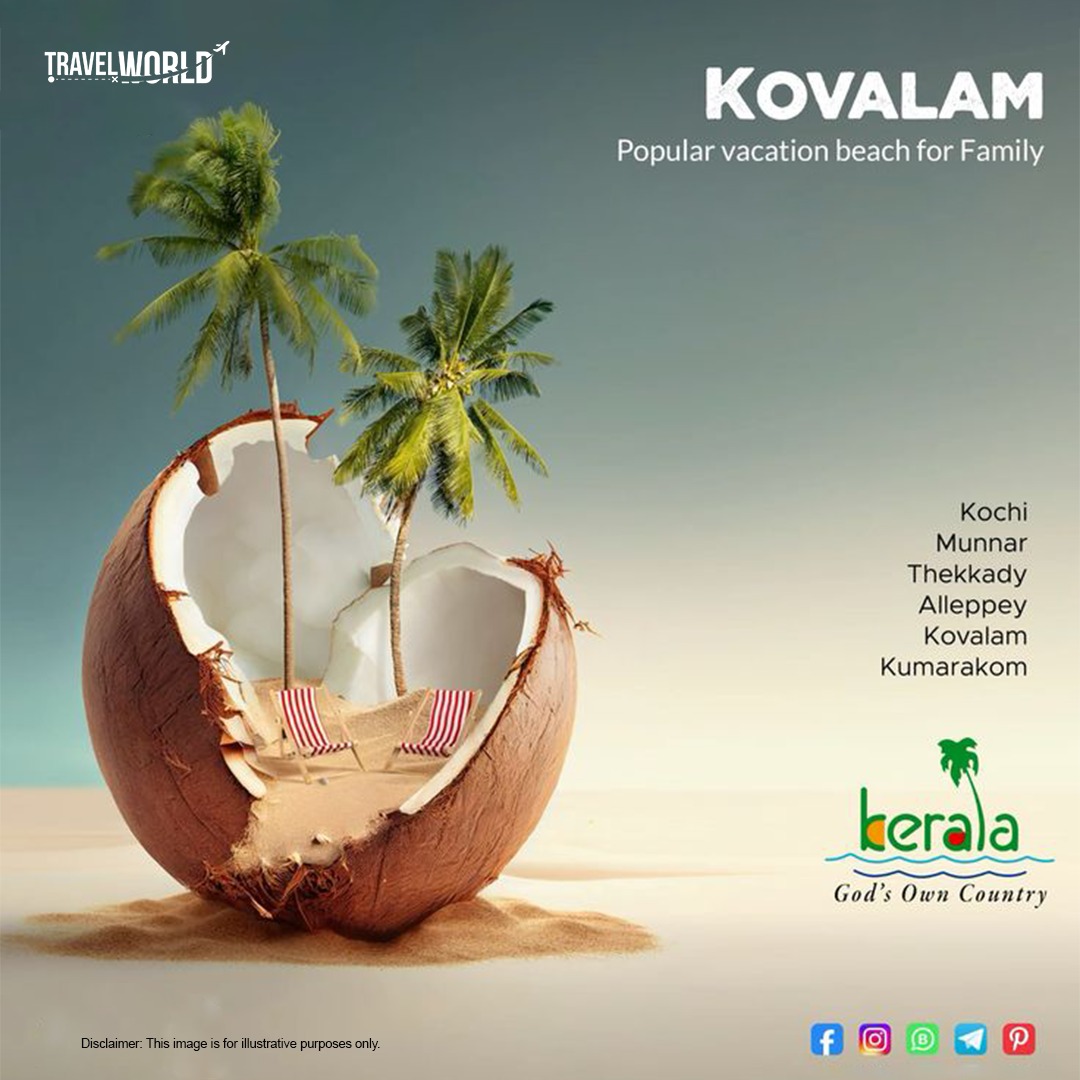 TRAVELWORLD
KOVALAM
Popular vacation beach for Family
Kochi
Munnar
Thekkady
Alleppey
Kovalam
Kumarakom
kerala
God's Own Country
Disclaimer: This image is for illustrative purposes only.